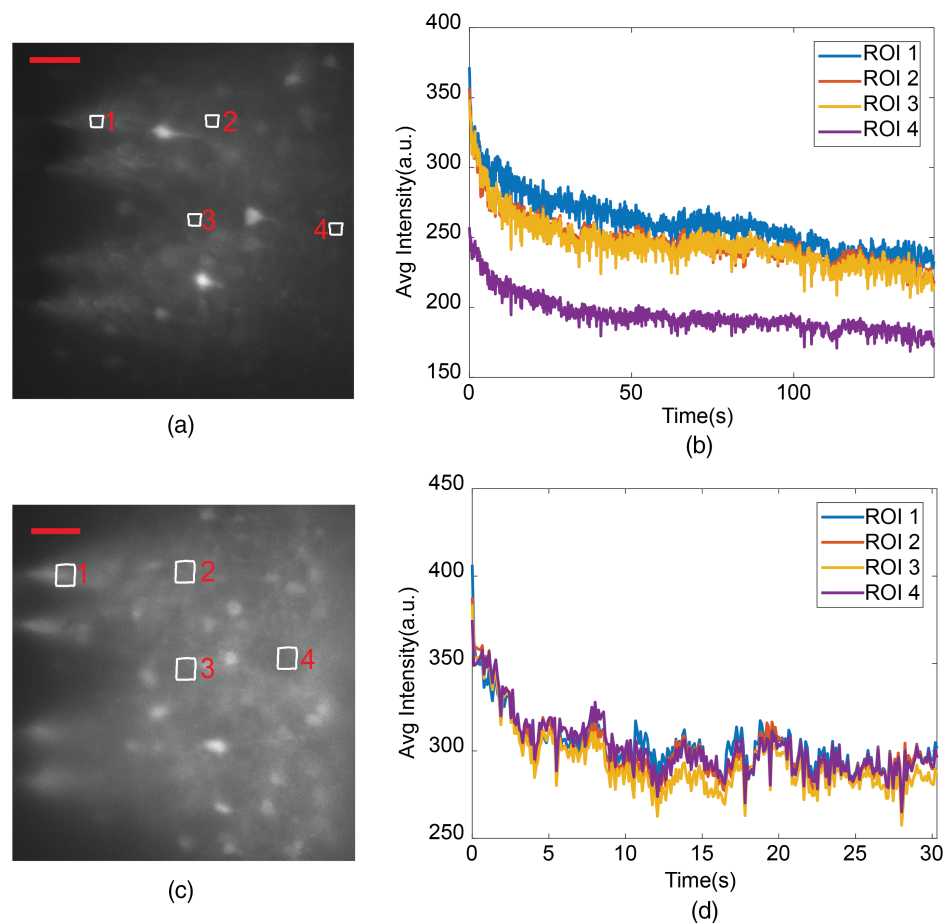 1
2
3
4
(a)
400
350
300
250
200
150
Avg Intensity(a.u.)
0
50
100
Time(s)
ROI 1
ROI 2
ROI 3
ROI 4
(b)
1
2
3
4
(c)
450
400
350
300
250
Avg Intensity(a.u.)
0
5
10
15
20
25
30
Time(s)
ROI 1
ROI 2
ROI 3
ROI 4
(d)